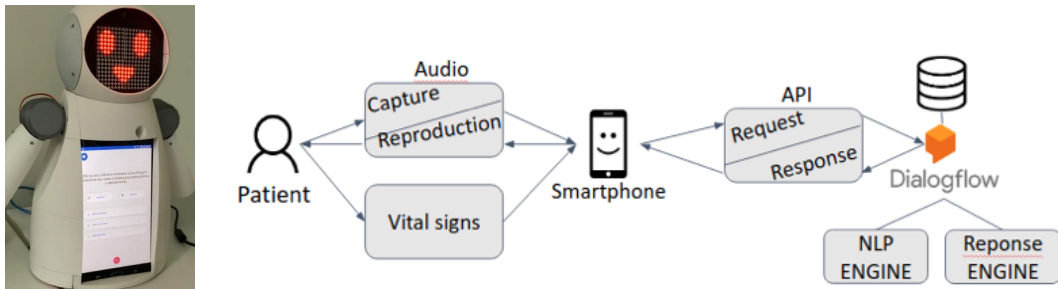 Audio
Capture
Reproduction
Patient
Vital signs
Smartphone
API
Request
Response
Dialogflow
NLP
ENGINE
Reponse
ENGINE